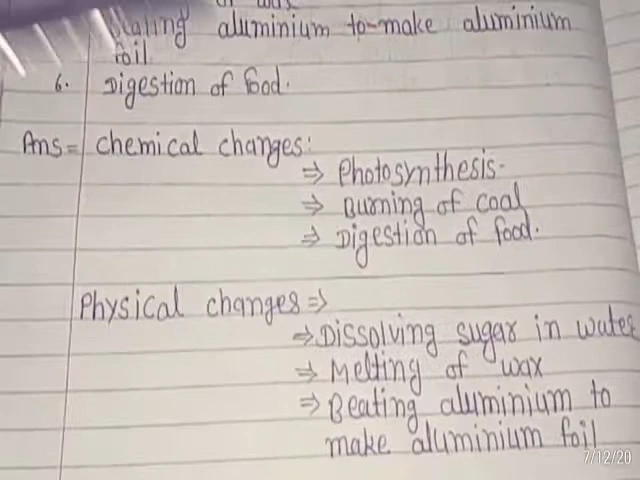 aluminium to make aluminium
foil
6. Digestion of food.
Ans = chemical changes:
⇒ Photosynthesis.
⇒ Burning of coal
⇒ Digestion of food.
Physical changes ⇒
⇒ Dissolving sugar in water
⇒ Melting of wax
⇒ Beating aluminium to
make aluminium foil
7/12/20